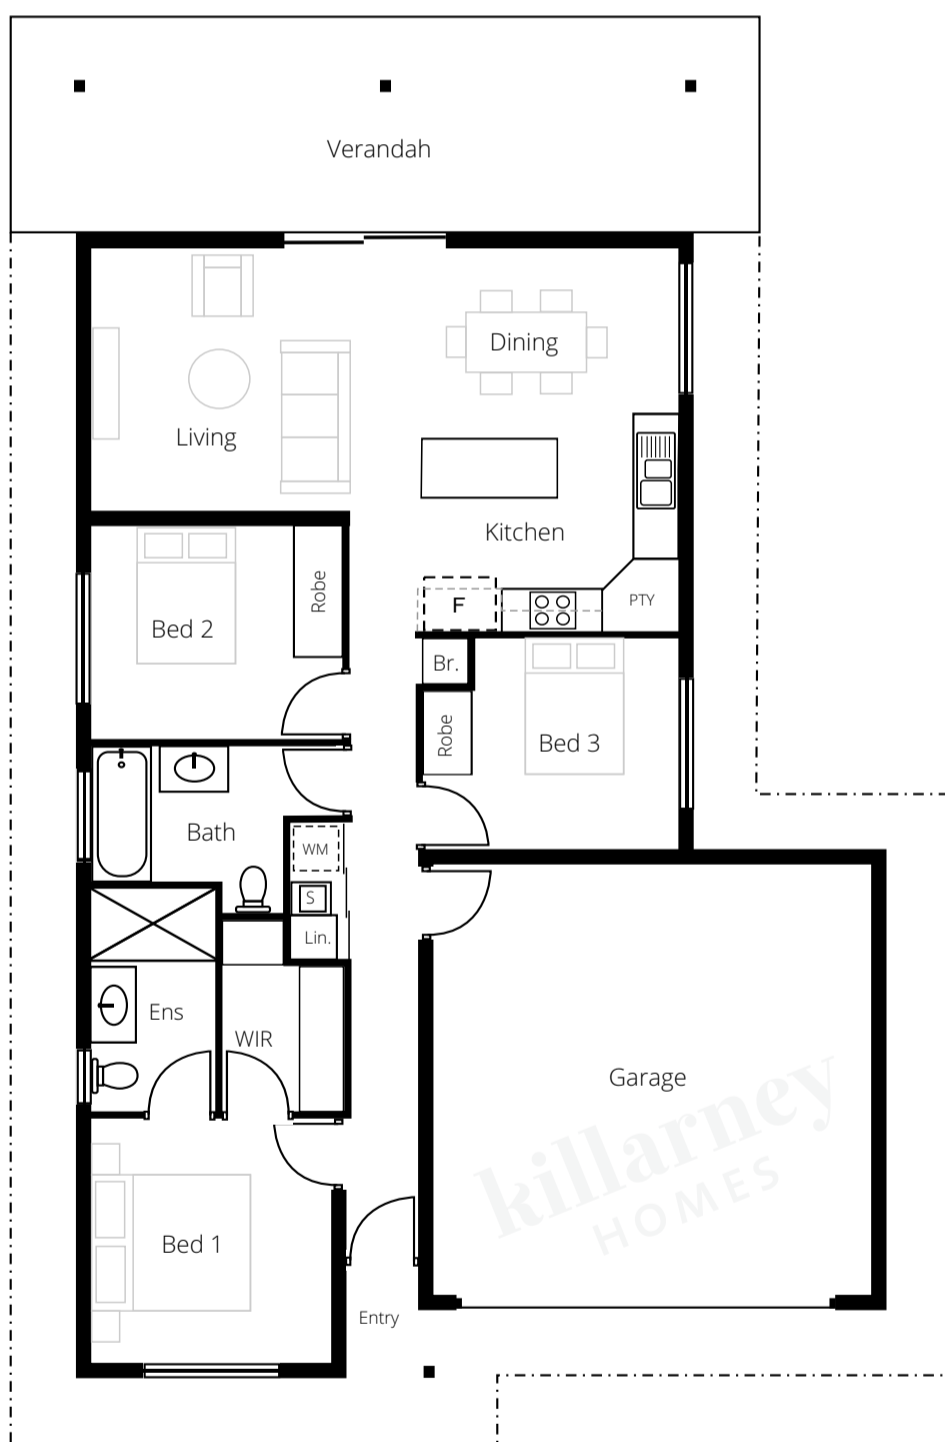 Verandah
Dining
Living
Kitchen
F
PTY
Robe
Bed 2
Br.
Robe
Bed 3
Bath
WM
S
Lin.
Ens
WIR
Garage
killarney
HOMES
Bed 1
Entry